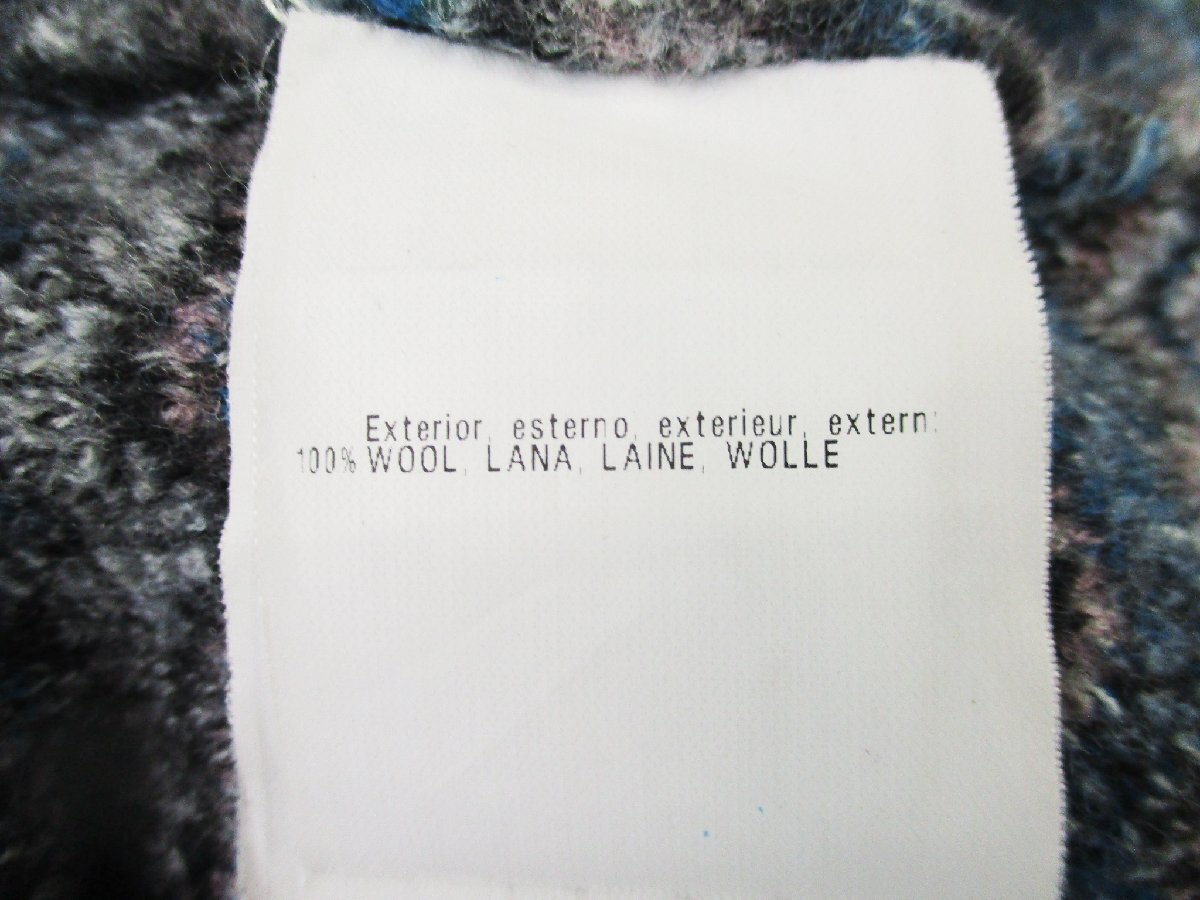 Exterior, esterno, exterieur, extern:
100% WOOL, LANA, LAINE, WOLLE